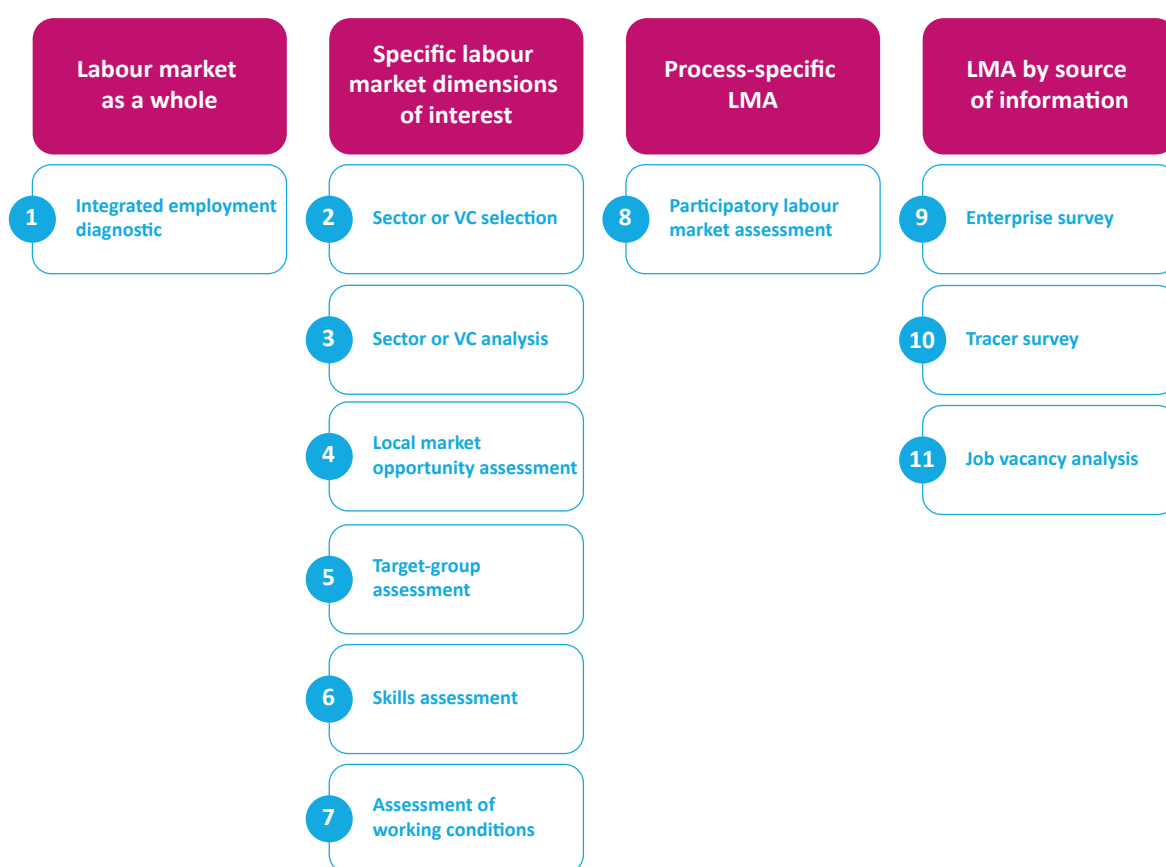 Labour market
as a whole
Specific labour
market dimensions
of interest
Process-specific
LMA
LMA by source
of information
1
Integrated employment
diagnostic
2
Sector or VC selection
3
Sector or VC analysis
4
Local market
opportunity assessment
5
Target-group
assessment
6
Skills assessment
7
Assessment of
working conditions
8
Participatory labour
market assessment
9
Enterprise survey
10
Tracer survey
11
Job vacancy analysis